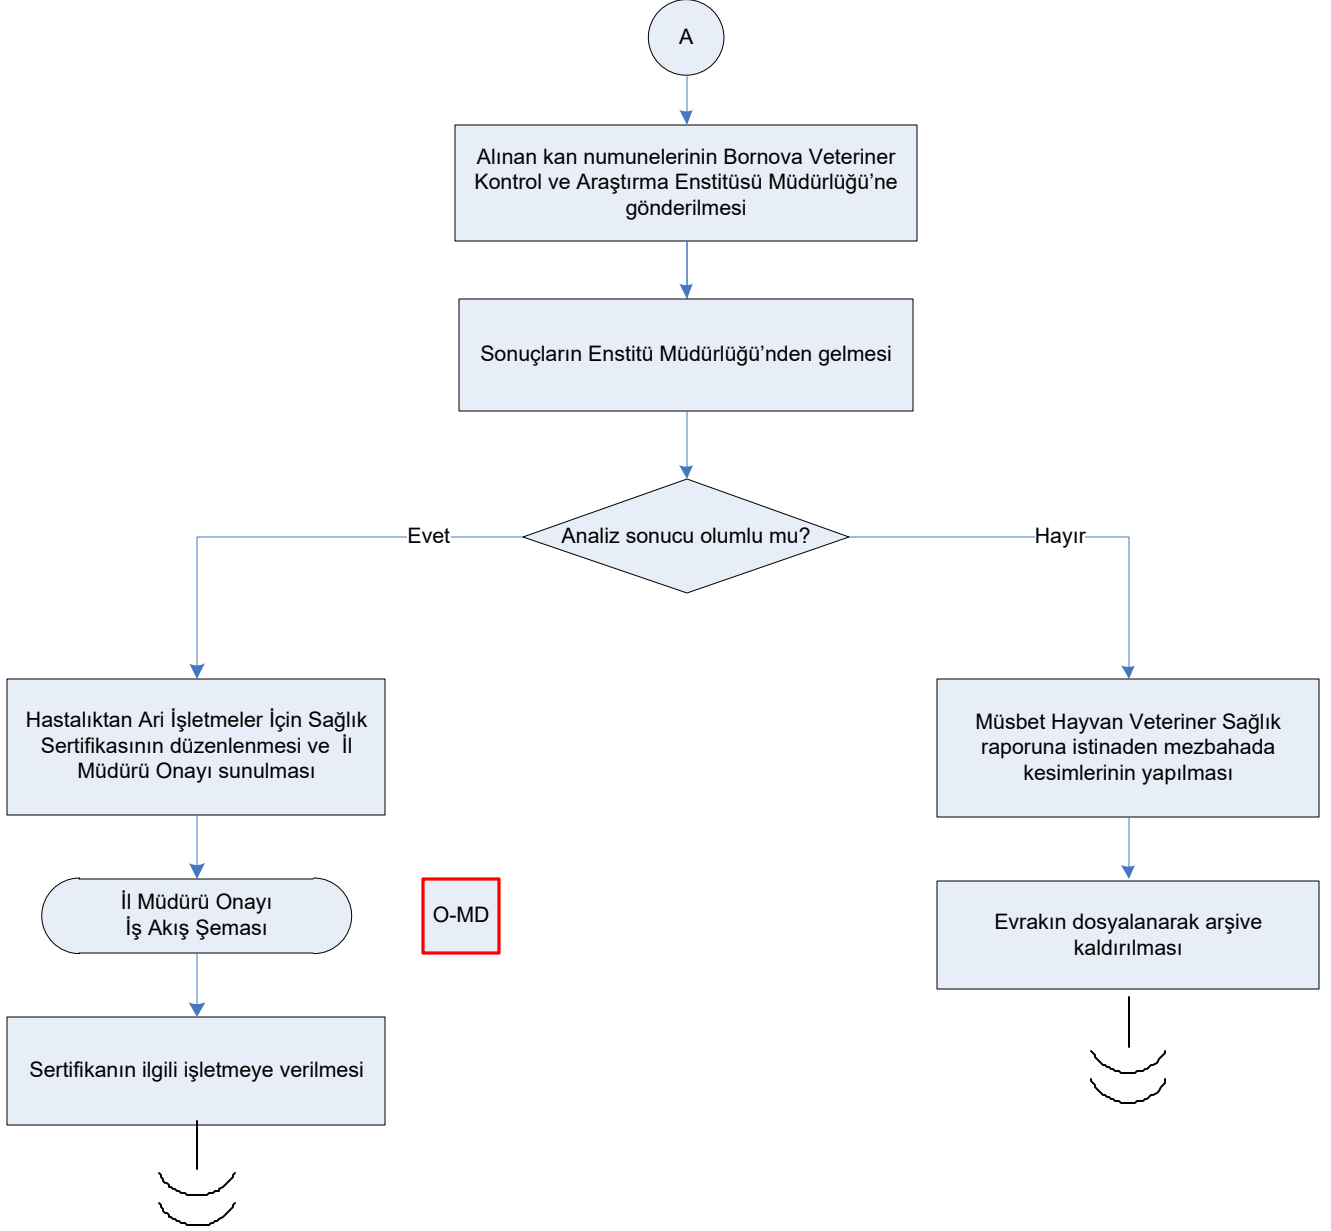 A
Alınan kan numunelerinin Bornova Veteriner
Kontrol ve Araştırma Enstitüsü Müdürlüğü’ne
gönderilmesi
Sonuçların Enstitü Müdürlüğü’nden gelmesi
Analiz sonucu olumlu mu?
Evet
Hayır
Hastalıktan Ari İşletmeler İçin Sağlık
Sertifikasının düzenlenmesi ve İl
Müdürü Onayı sunulması
Müsbet Hayvan Veteriner Sağlık
raporuna istinaden mezbahada
kesimlerinin yapılması
İl Müdürü Onayı
İş Akış Şeması
O-MD
Evrakın dosyalanarak arşive
kaldırılması
Sertifikanın ilgili işletmeye verilmesi